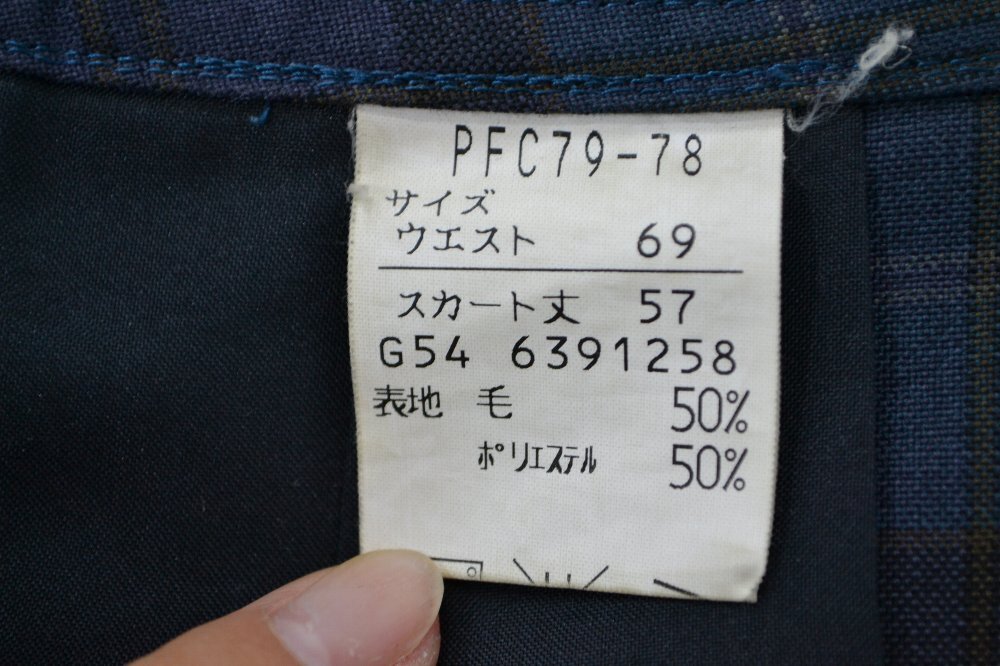 PFC79-78
サイズ
ウエスト 69
スカート丈 57
G54 6391258
表地 毛 50%
ポリエステル 50%